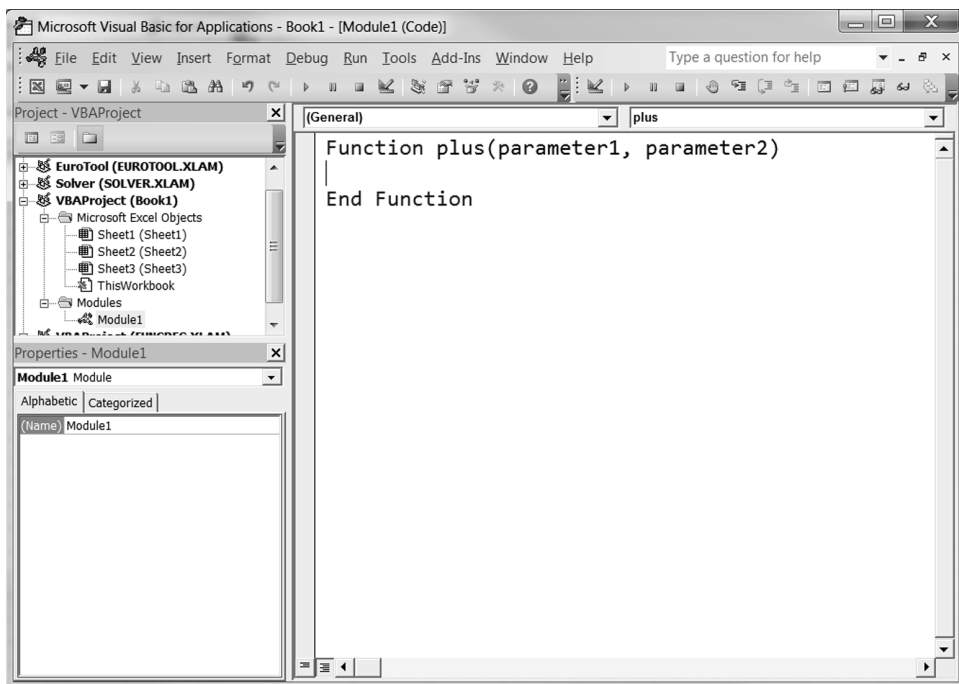 Microsoft Visual Basic for Applications - Book1 - [Module1 (Code)]
File Edit View Insert Format Debug Run Tools Add-Ins Window Help Type a question for help
Project - VBAProject
EuroTool (EUROTOOL.XLAM)
Solver (SOLVER.XLAM)
VBAProject (Book1)
Microsoft Excel Objects
Sheet1 (Sheet1)
Sheet2 (Sheet2)
Sheet3 (Sheet3)
ThisWorkbook
Modules
Module1
VBAProject (FUNCRES.XLAM)
Properties - Module1
Module1 Module
Alphabetic Categorized
(Name) Module1
(General) plus
Function plus(parameter1, parameter2)
End Function